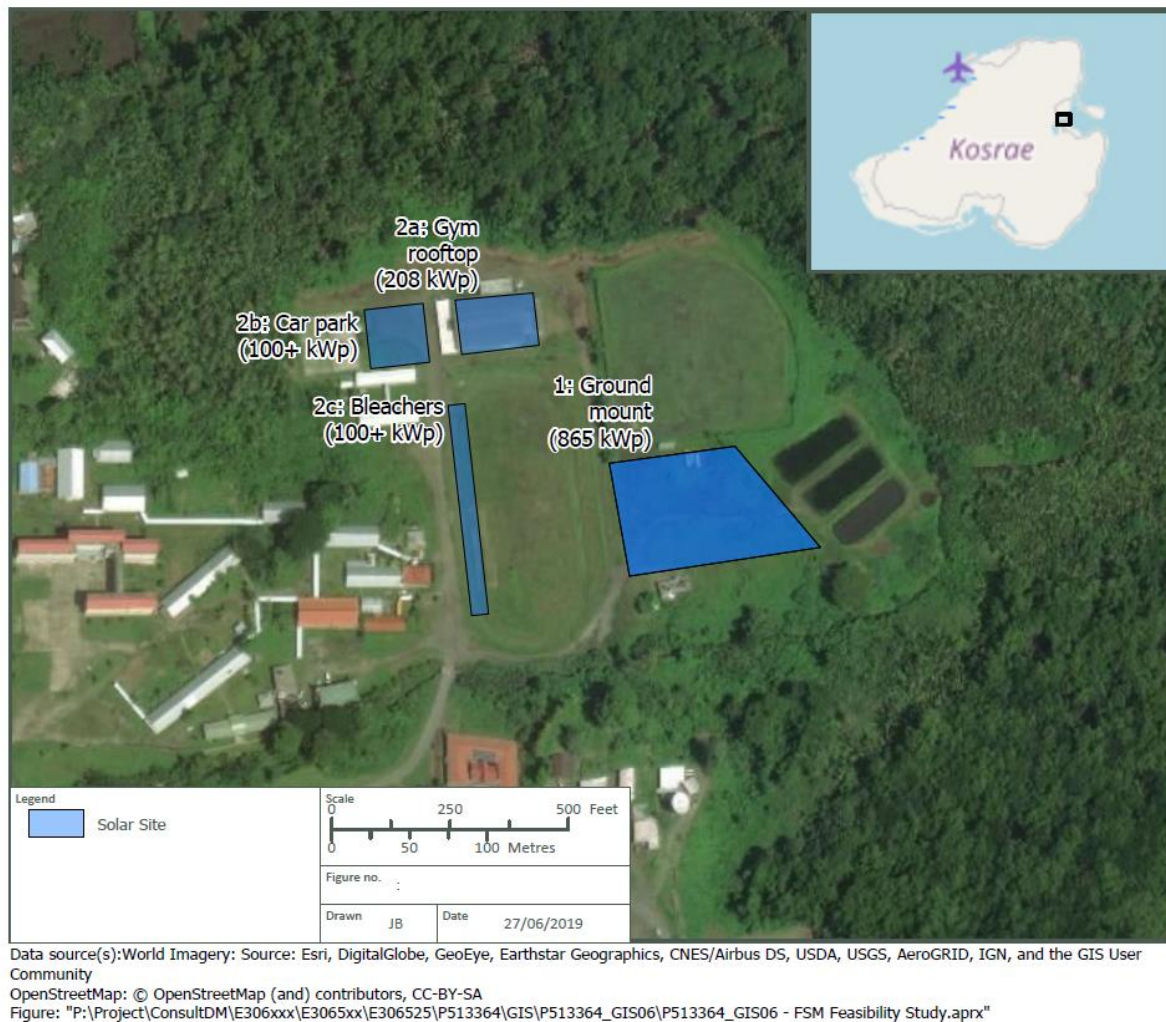 Kosrae
2a: Gym
rooftop
(208 kWp)
2b: Car park
(100+ kWp)
2c: Bleachers
(100+ kWp)
1: Ground
mount
(865 kWp)
Legend
Solar Site
Scale
0 250 500 Feet
0 50 100 Metres
Figure no. :
Drawn JB Date 27/06/2019
Data source(s):World Imagery: Source: Esri, DigitalGlobe, GeoEye, Earthstar Geographics, CNES/Airbus DS, USDA, USGS, AeroGRID, IGN, and the GIS User
Community
OpenStreetMap: © OpenStreetMap (and) contributors, CC-BY-SA
Figure: "P:\Project\ConsultDM\E306xxx\E3065xx\E306525\P513364\GIS\P513364_GIS06\P513364_GIS06 - FSM Feasibility Study.aprx"